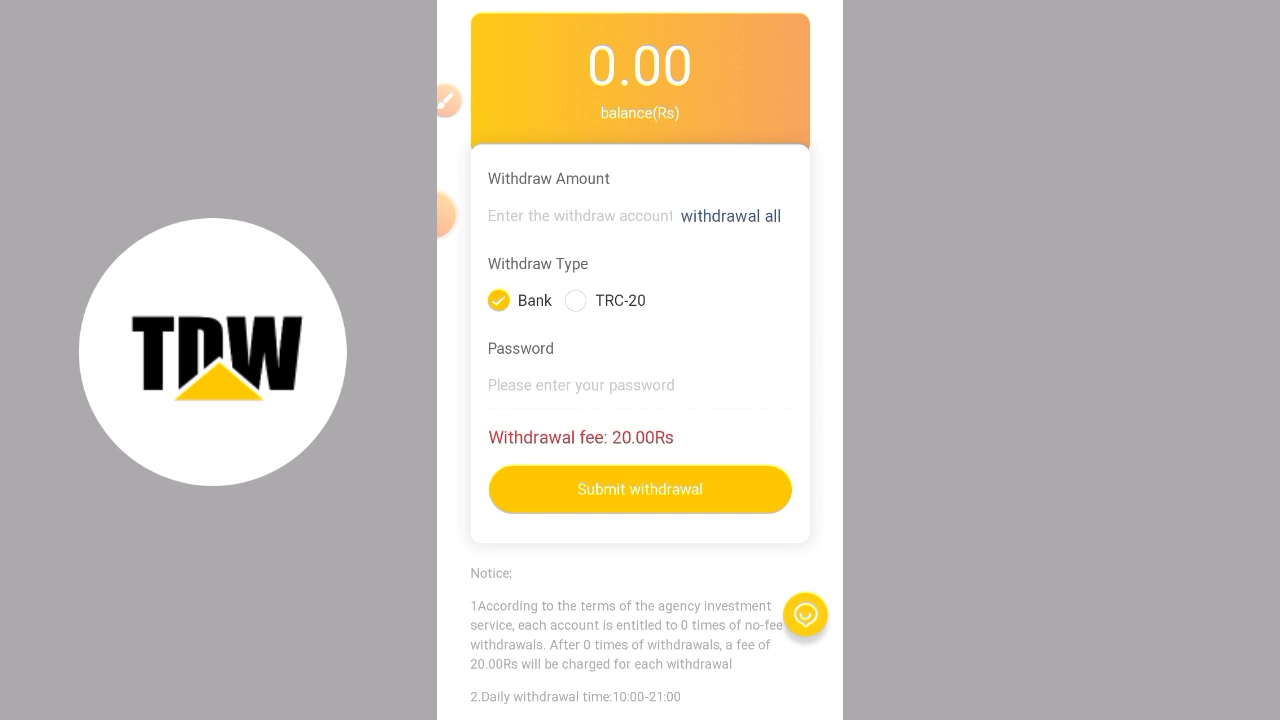 TDW
0.00
balance(Rs)
Withdraw Amount
Enter the withdraw account withdrawal all
Withdraw Type
Bank TRC-20
Password
Please enter your password
Withdrawal fee: 20.00Rs
Submit withdrawal
Notice:
1According to the terms of the agency investment
service, each account is entitled to 0 times of no-fee
withdrawals. After 0 times of withdrawals, a fee of
20.00Rs will be charged for each withdrawal
2.Daily withdrawal time:10:00-21:00